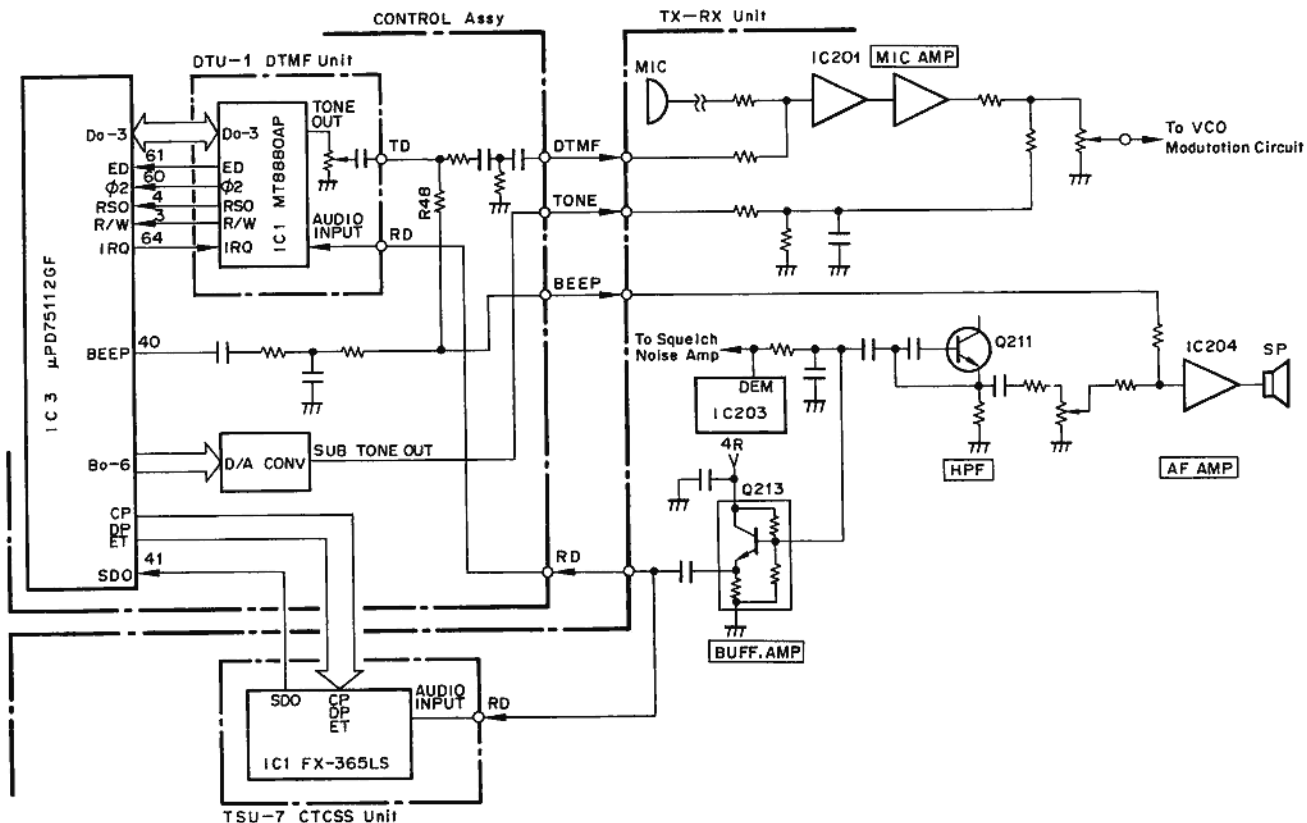 CONTROL Assy
TX-RX Unit
DTU-1 DTMF Unit
MIC
IC201
MIC AMP
TONE
OUT
Do-3
Do-3
TD
DTMF
To VCO
Modutation Circuit
61
ED
ED
60
ϕ2
ϕ2
4
RSO
RSO
3
R/W
R/W
64
IRQ
IRQ
IC1 MT8880AP
AUDIO
INPUT
RD
R48
TONE
BEEP
IC3 μPD75112GF
BEEP
40
To Squelch
Noise Amp
Q211
IC204
SP
DEM
IC203
4R
HPF
AF AMP
Bo-6
D/A CONV
SUB TONE OUT
Q213
CP
DP
ET
SDO
41
RD
BUFF.AMP
SDO
CP
DP
ET
AUDIO
INPUT
RD
IC1 FX-365LS
TSU-7 CTCSS Unit